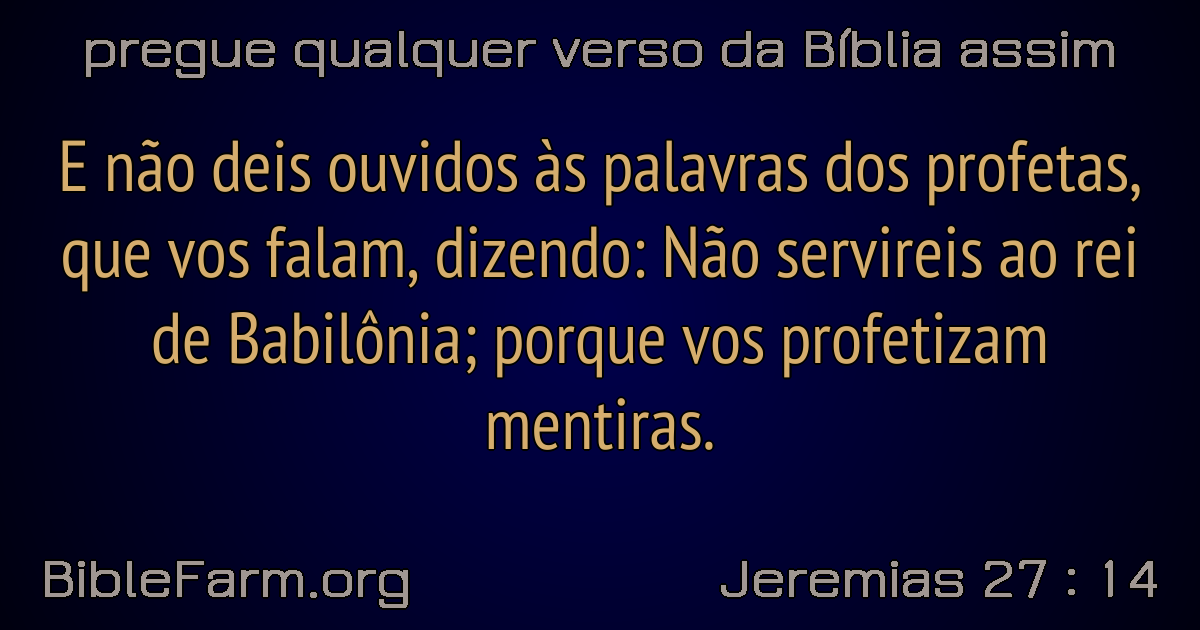 pregue qualquer verso da Bíblia assim
E não deis ouvidos às palavras dos profetas,
que vos falam, dizendo: Não servireis ao rei
de Babilônia; porque vos profetizam
mentiras.
BibleFarm.org
Jeremias 27 : 14